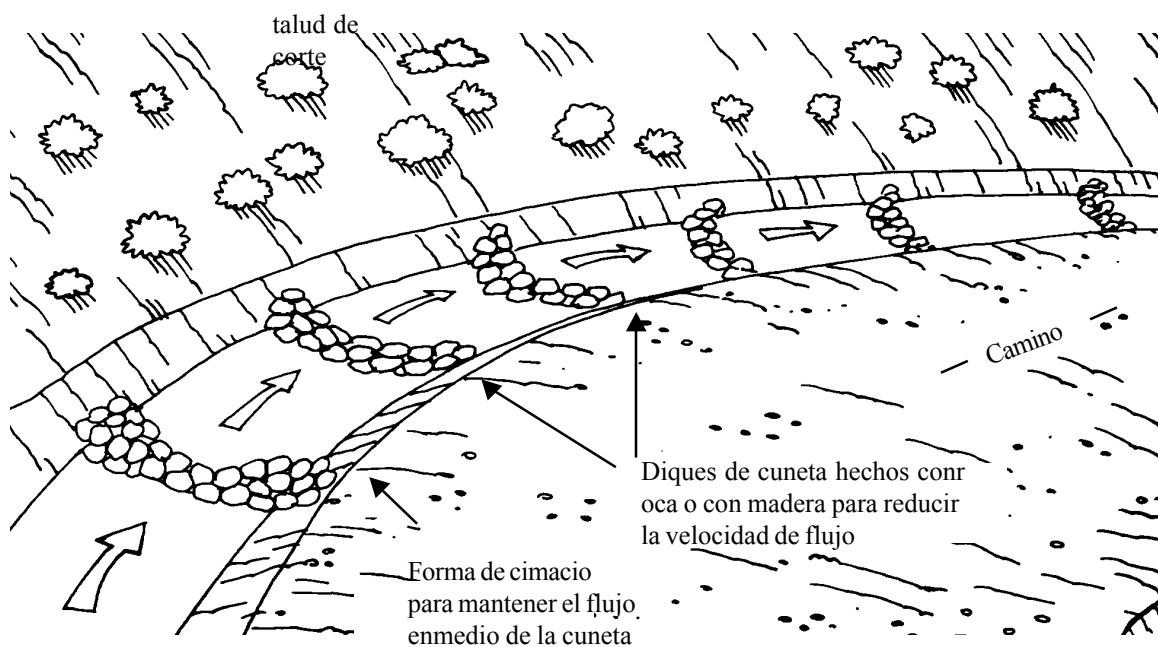 talud de
corte
Camino
Diques de cuneta hechos conr
oca o con madera para reducir
la velocidad de flujo
Forma de cimacio
para mantener el flujo
enmedio de la cuneta